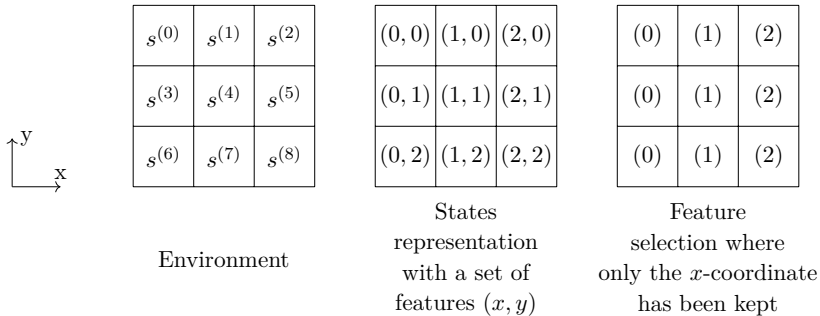 s^(0) s^(1) s^(2)
s^(3) s^(4) s^(5)
s^(6) s^(7) s^(8)
y
x
Environment
(0, 0) (1, 0) (2, 0)
(0, 1) (1, 1) (2, 1)
(0, 2) (1, 2) (2, 2)
States
representation
with a set of
features (x, y)
(0) (1) (2)
(0) (1) (2)
(0) (1) (2)
Feature
selection where
only the x-coordinate
has been kept